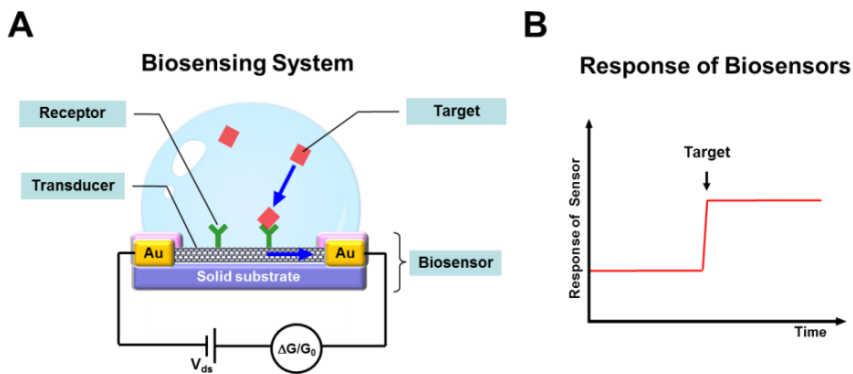 A
Biosensing System
Receptor
Target
Transducer
Au
Au
Solid substrate
Biosensor
Vds
ΔG/G0
B
Response of Biosensors
Target
Response of Sensor
Time